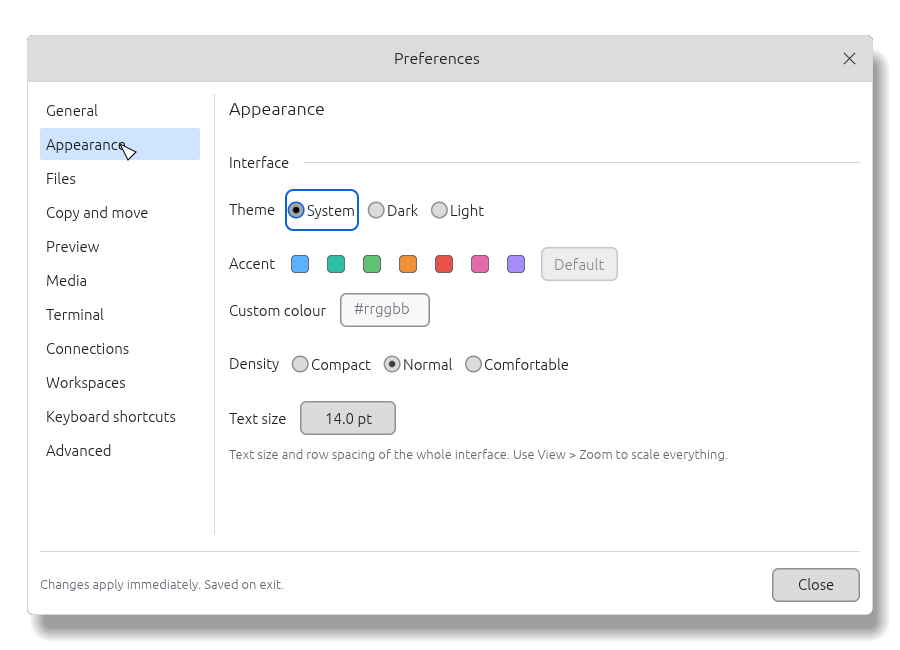 Preferences
General
Appearance
Files
Copy and move
Preview
Media
Terminal
Connections
Workspaces
Keyboard shortcuts
Advanced
Appearance
Interface
Theme System Dark Light
Accent Default
Custom colour #rrggbb
Density Compact Normal Comfortable
Text size 14.0 pt
Text size and row spacing of the whole interface. Use View > Zoom to scale everything.
Changes apply immediately. Saved on exit.
Close